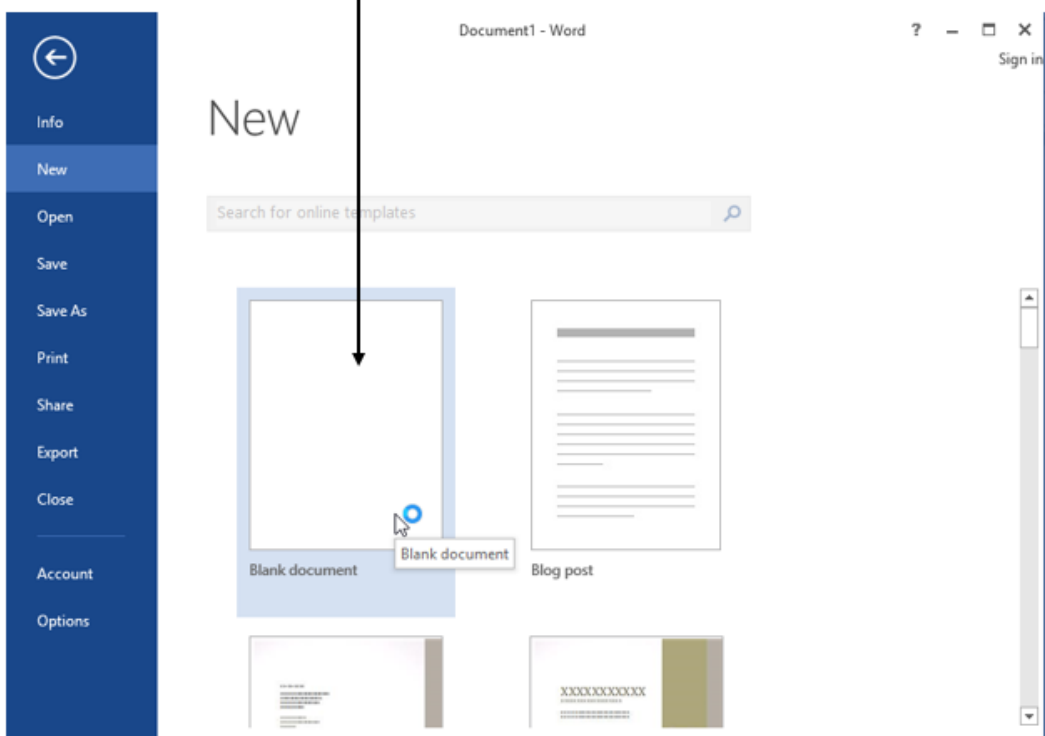 Document1 - Word
?
Sign in
Info
New
Open
Save
Save As
Print
Share
Export
Close
Account
Options
New
Search for online templates
Blank document
Blank document
Blog post
XXXXXXXXXXX